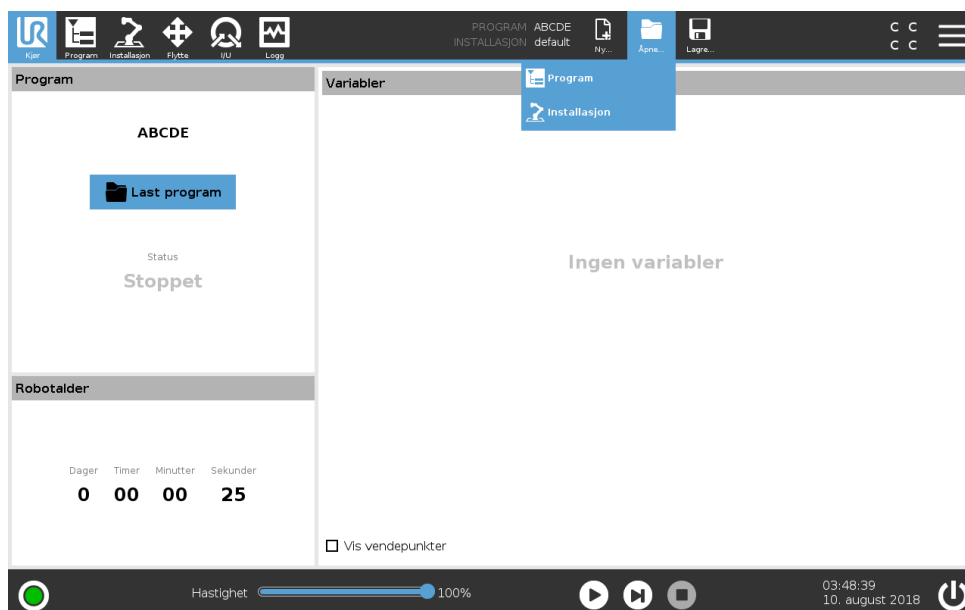 UR
Kjør
Program
Installasjon
Flytte
I/U
Logg
PROGRAM ABCDE
INSTALLASJON default
Ny...
Åpne...
Lagre...
C C
C C
Program
Installasjon
Program
ABCDE
Last program
Status
Stoppet
Variabler
Ingen variabler
Vis vendepunkter
Robotalder
Dager Timer Minutter Sekunder
0 00 00 25
Hastighet 100%
03:48:39
10. august 2018